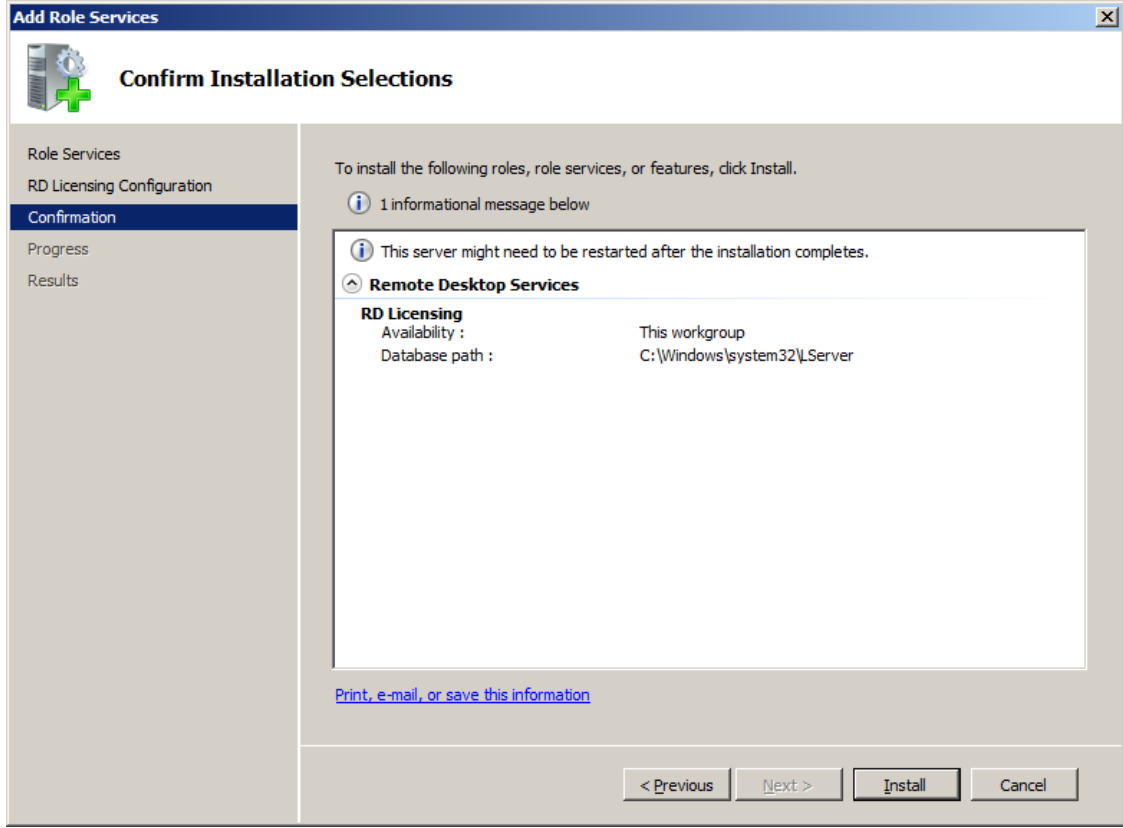 Add Role Services
Confirm Installation Selections
Role Services
RD Licensing Configuration
Confirmation
Progress
Results
To install the following roles, role services, or features, click Install.
1 informational message below
This server might need to be restarted after the installation completes.
Remote Desktop Services
RD Licensing
Availability : This workgroup
Database path : C:\Windows\system32\LServer
Print, e-mail, or save this information
< Previous Next > Install Cancel